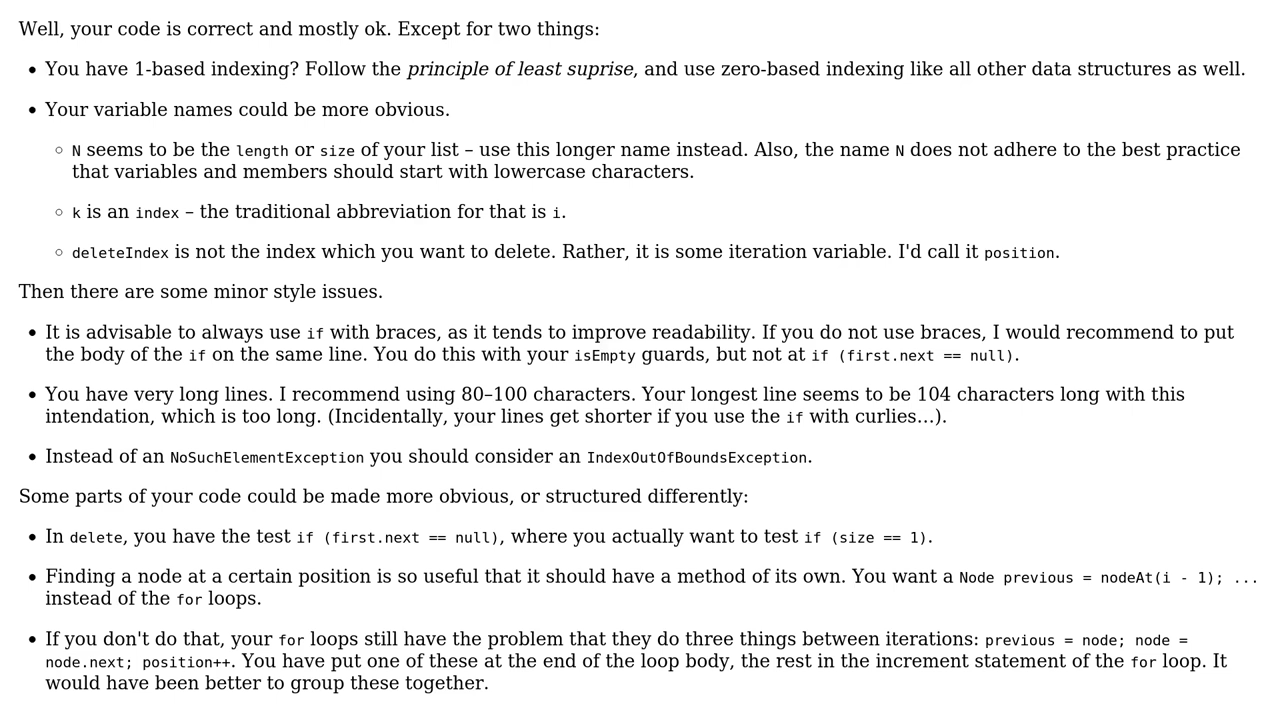 Well, your code is correct and mostly ok. Except for two things:
• You have 1-based indexing? Follow the principle of least suprise, and use zero-based indexing like all other data structures as well.
• Your variable names could be more obvious.
◦ N seems to be the length or size of your list – use this longer name instead. Also, the name N does not adhere to the best practice
that variables and members should start with lowercase characters.
◦ k is an index – the traditional abbreviation for that is i.
◦ deleteIndex is not the index which you want to delete. Rather, it is some iteration variable. I'd call it position.
Then there are some minor style issues.
• It is advisable to always use if with braces, as it tends to improve readability. If you do not use braces, I would recommend to put
the body of the if on the same line. You do this with your isEmpty guards, but not at if (first.next == null).
• You have very long lines. I recommend using 80–100 characters. Your longest line seems to be 104 characters long with this
intendation, which is too long. (Incidentally, your lines get shorter if you use the if with curlies…).
• Instead of an NoSuchElementException you should consider an IndexOutOfBoundsException.
Some parts of your code could be made more obvious, or structured differently:
• In delete, you have the test if (first.next == null), where you actually want to test if (size == 1).
• Finding a node at a certain position is so useful that it should have a method of its own. You want a Node previous = nodeAt(i - 1); ...
instead of the for loops.
• If you don't do that, your for loops still have the problem that they do three things between iterations: previous = node; node =
node.next; position++. You have put one of these at the end of the loop body, the rest in the increment statement of the for loop. It
would have been better to group these together.